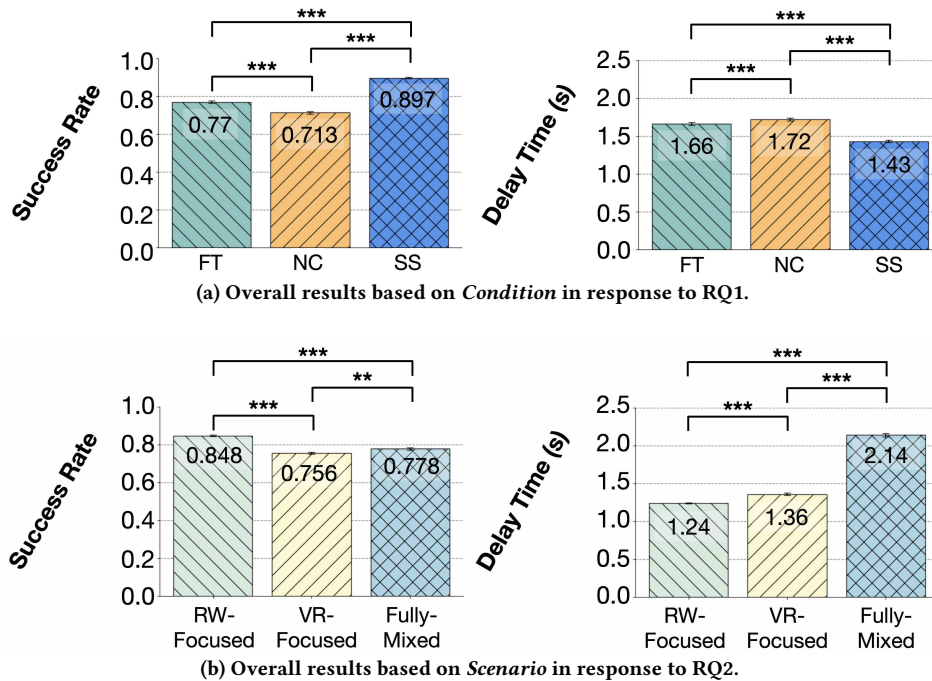 Success Rate
1.0
0.8
0.6
0.4
0.2
0.0
***
***
***
0.77
0.713
0.897
FT
NC
SS
Delay Time (s)
2.5
2.0
1.5
1.0
0.5
0.0
***
***
***
1.66
1.72
1.43
FT
NC
SS
(a) Overall results based on Condition in response to RQ1.
Success Rate
1.0
0.8
0.6
0.4
0.2
0.0
***
**
***
0.848
0.756
0.778
RW-
Focused
VR-
Focused
Fully-
Mixed
Delay Time (s)
2.5
2.0
1.5
1.0
0.5
0.0
***
***
***
1.24
1.36
2.14
RW-
Focused
VR-
Focused
Fully-
Mixed
(b) Overall results based on Scenario in response to RQ2.